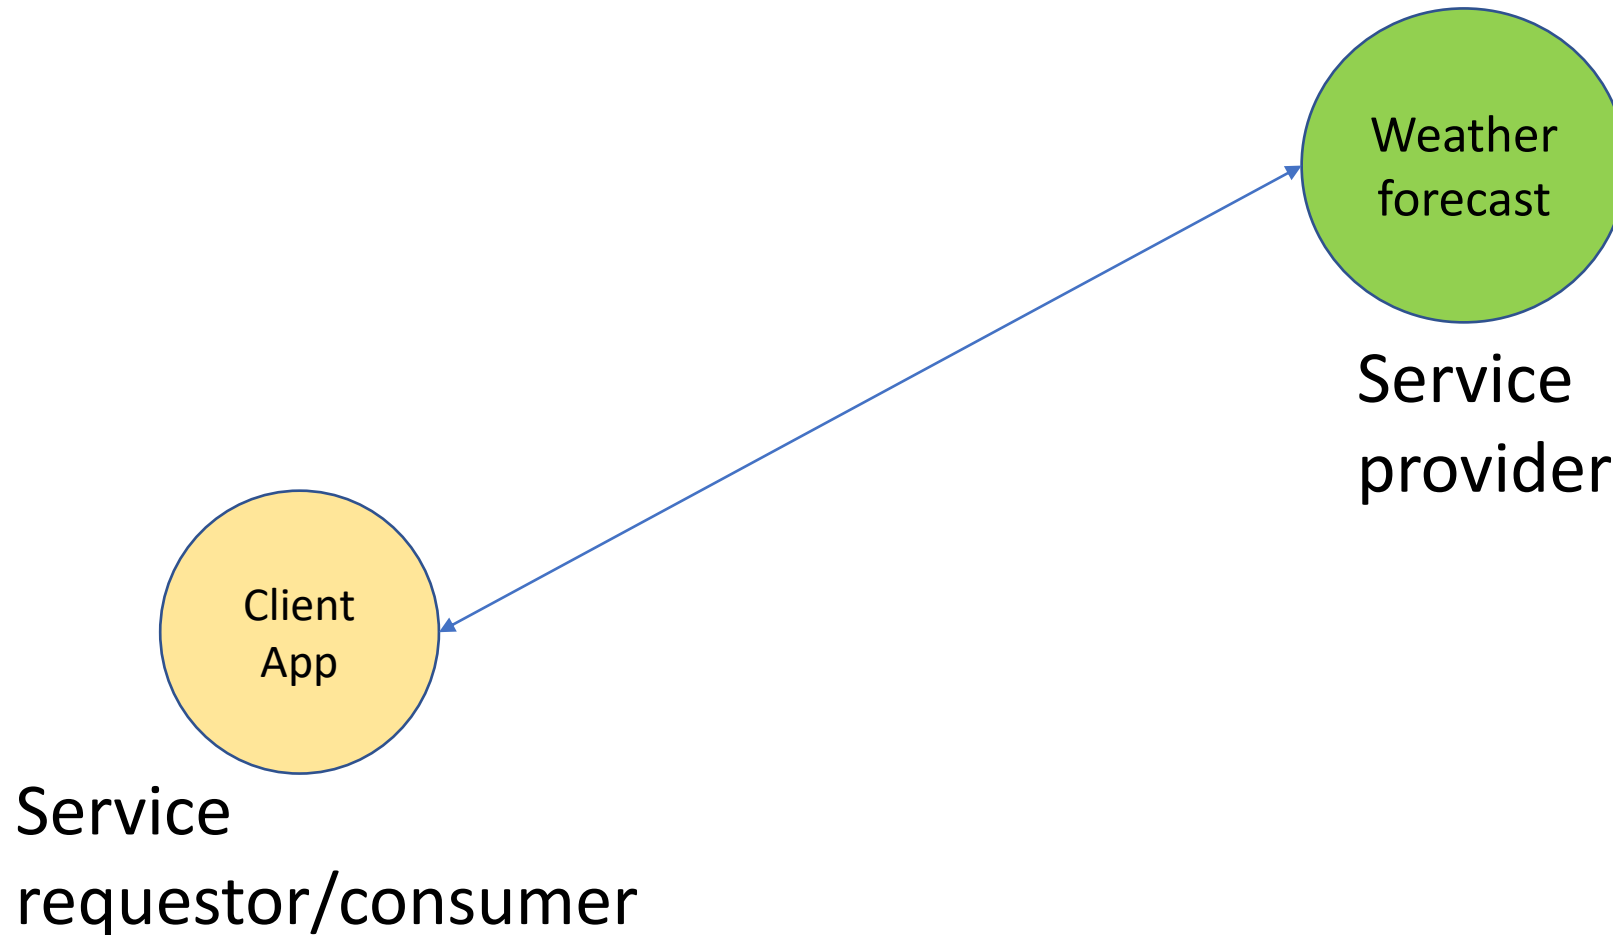 Weather
forecast
Service
provider
Client
App
Service
requestor/consumer